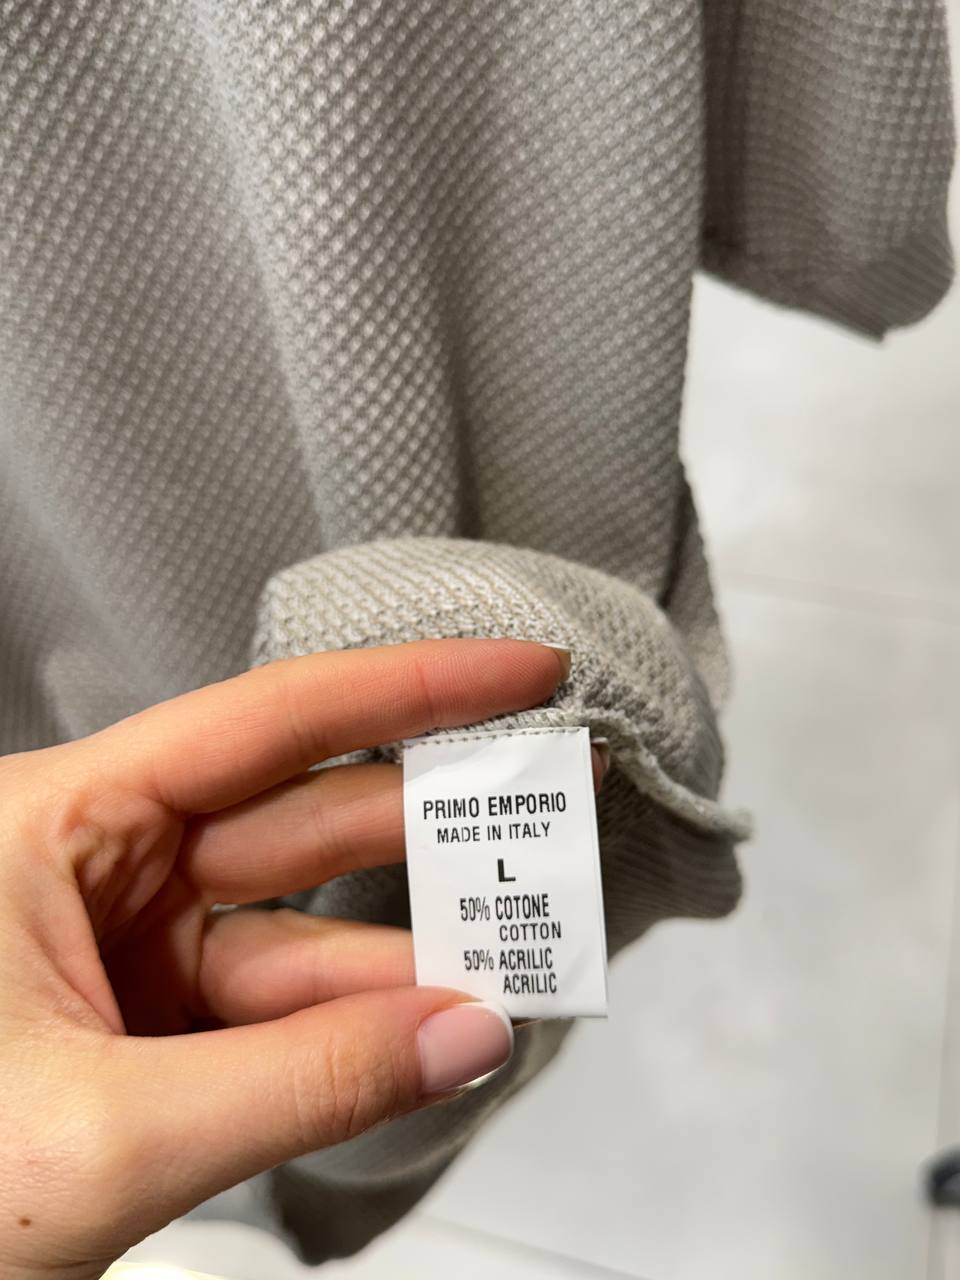 PRIMO EMPORIO
MADE IN ITALY
L
50% COTONE
COTTON
50% ACRILIC
ACRILIC